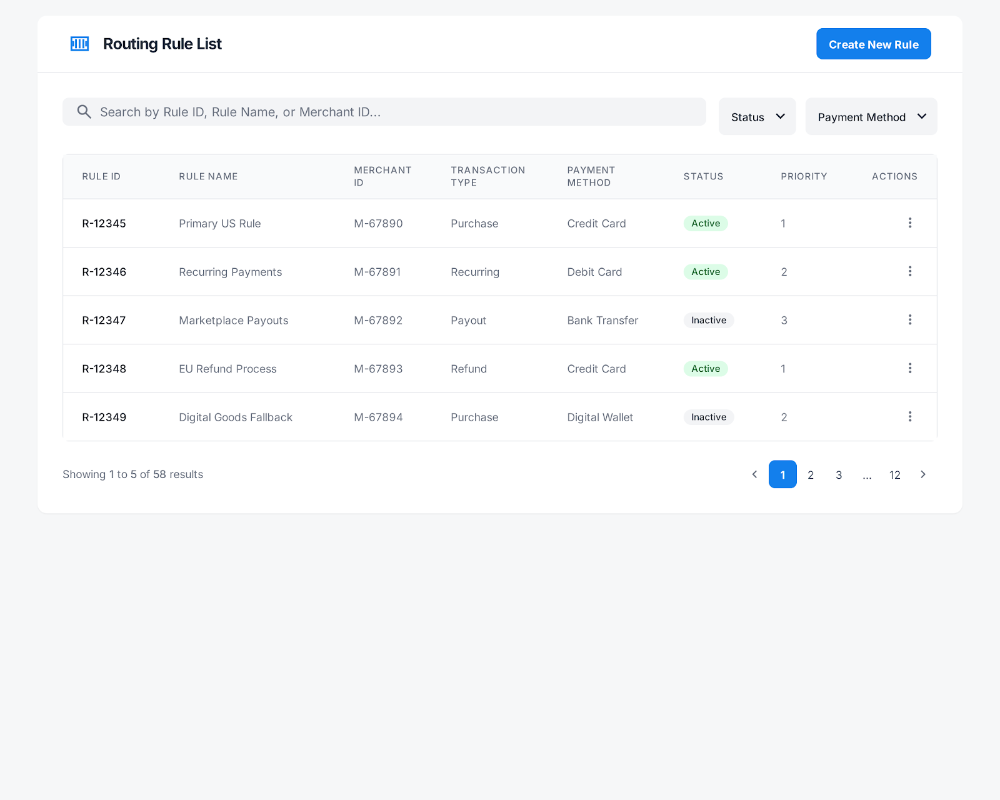 Routing Rule List
Create New Rule
Search by Rule ID, Rule Name, or Merchant ID...
Status
Payment Method
RULE ID RULE NAME MERCHANT ID TRANSACTION TYPE PAYMENT METHOD STATUS PRIORITY ACTIONS
R-12345 Primary US Rule M-67890 Purchase Credit Card Active 1
R-12346 Recurring Payments M-67891 Recurring Debit Card Active 2
R-12347 Marketplace Payouts M-67892 Payout Bank Transfer Inactive 3
R-12348 EU Refund Process M-67893 Refund Credit Card Active 1
R-12349 Digital Goods Fallback M-67894 Purchase Digital Wallet Inactive 2
Showing 1 to 5 of 58 results
1 2 3 ... 12